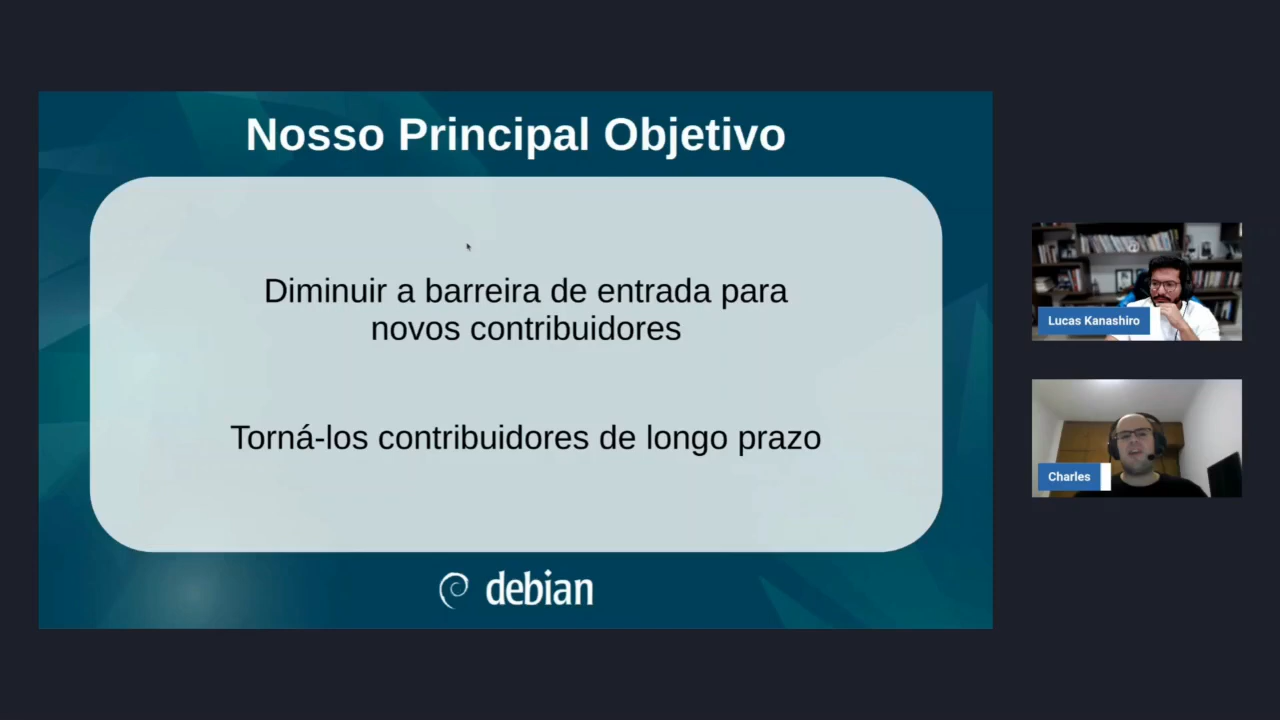 Nosso Principal Objetivo
Diminuir a barreira de entrada para
novos contribuidores
Torná-los contribuidores de longo prazo
debian
Lucas Kanashiro
Charles